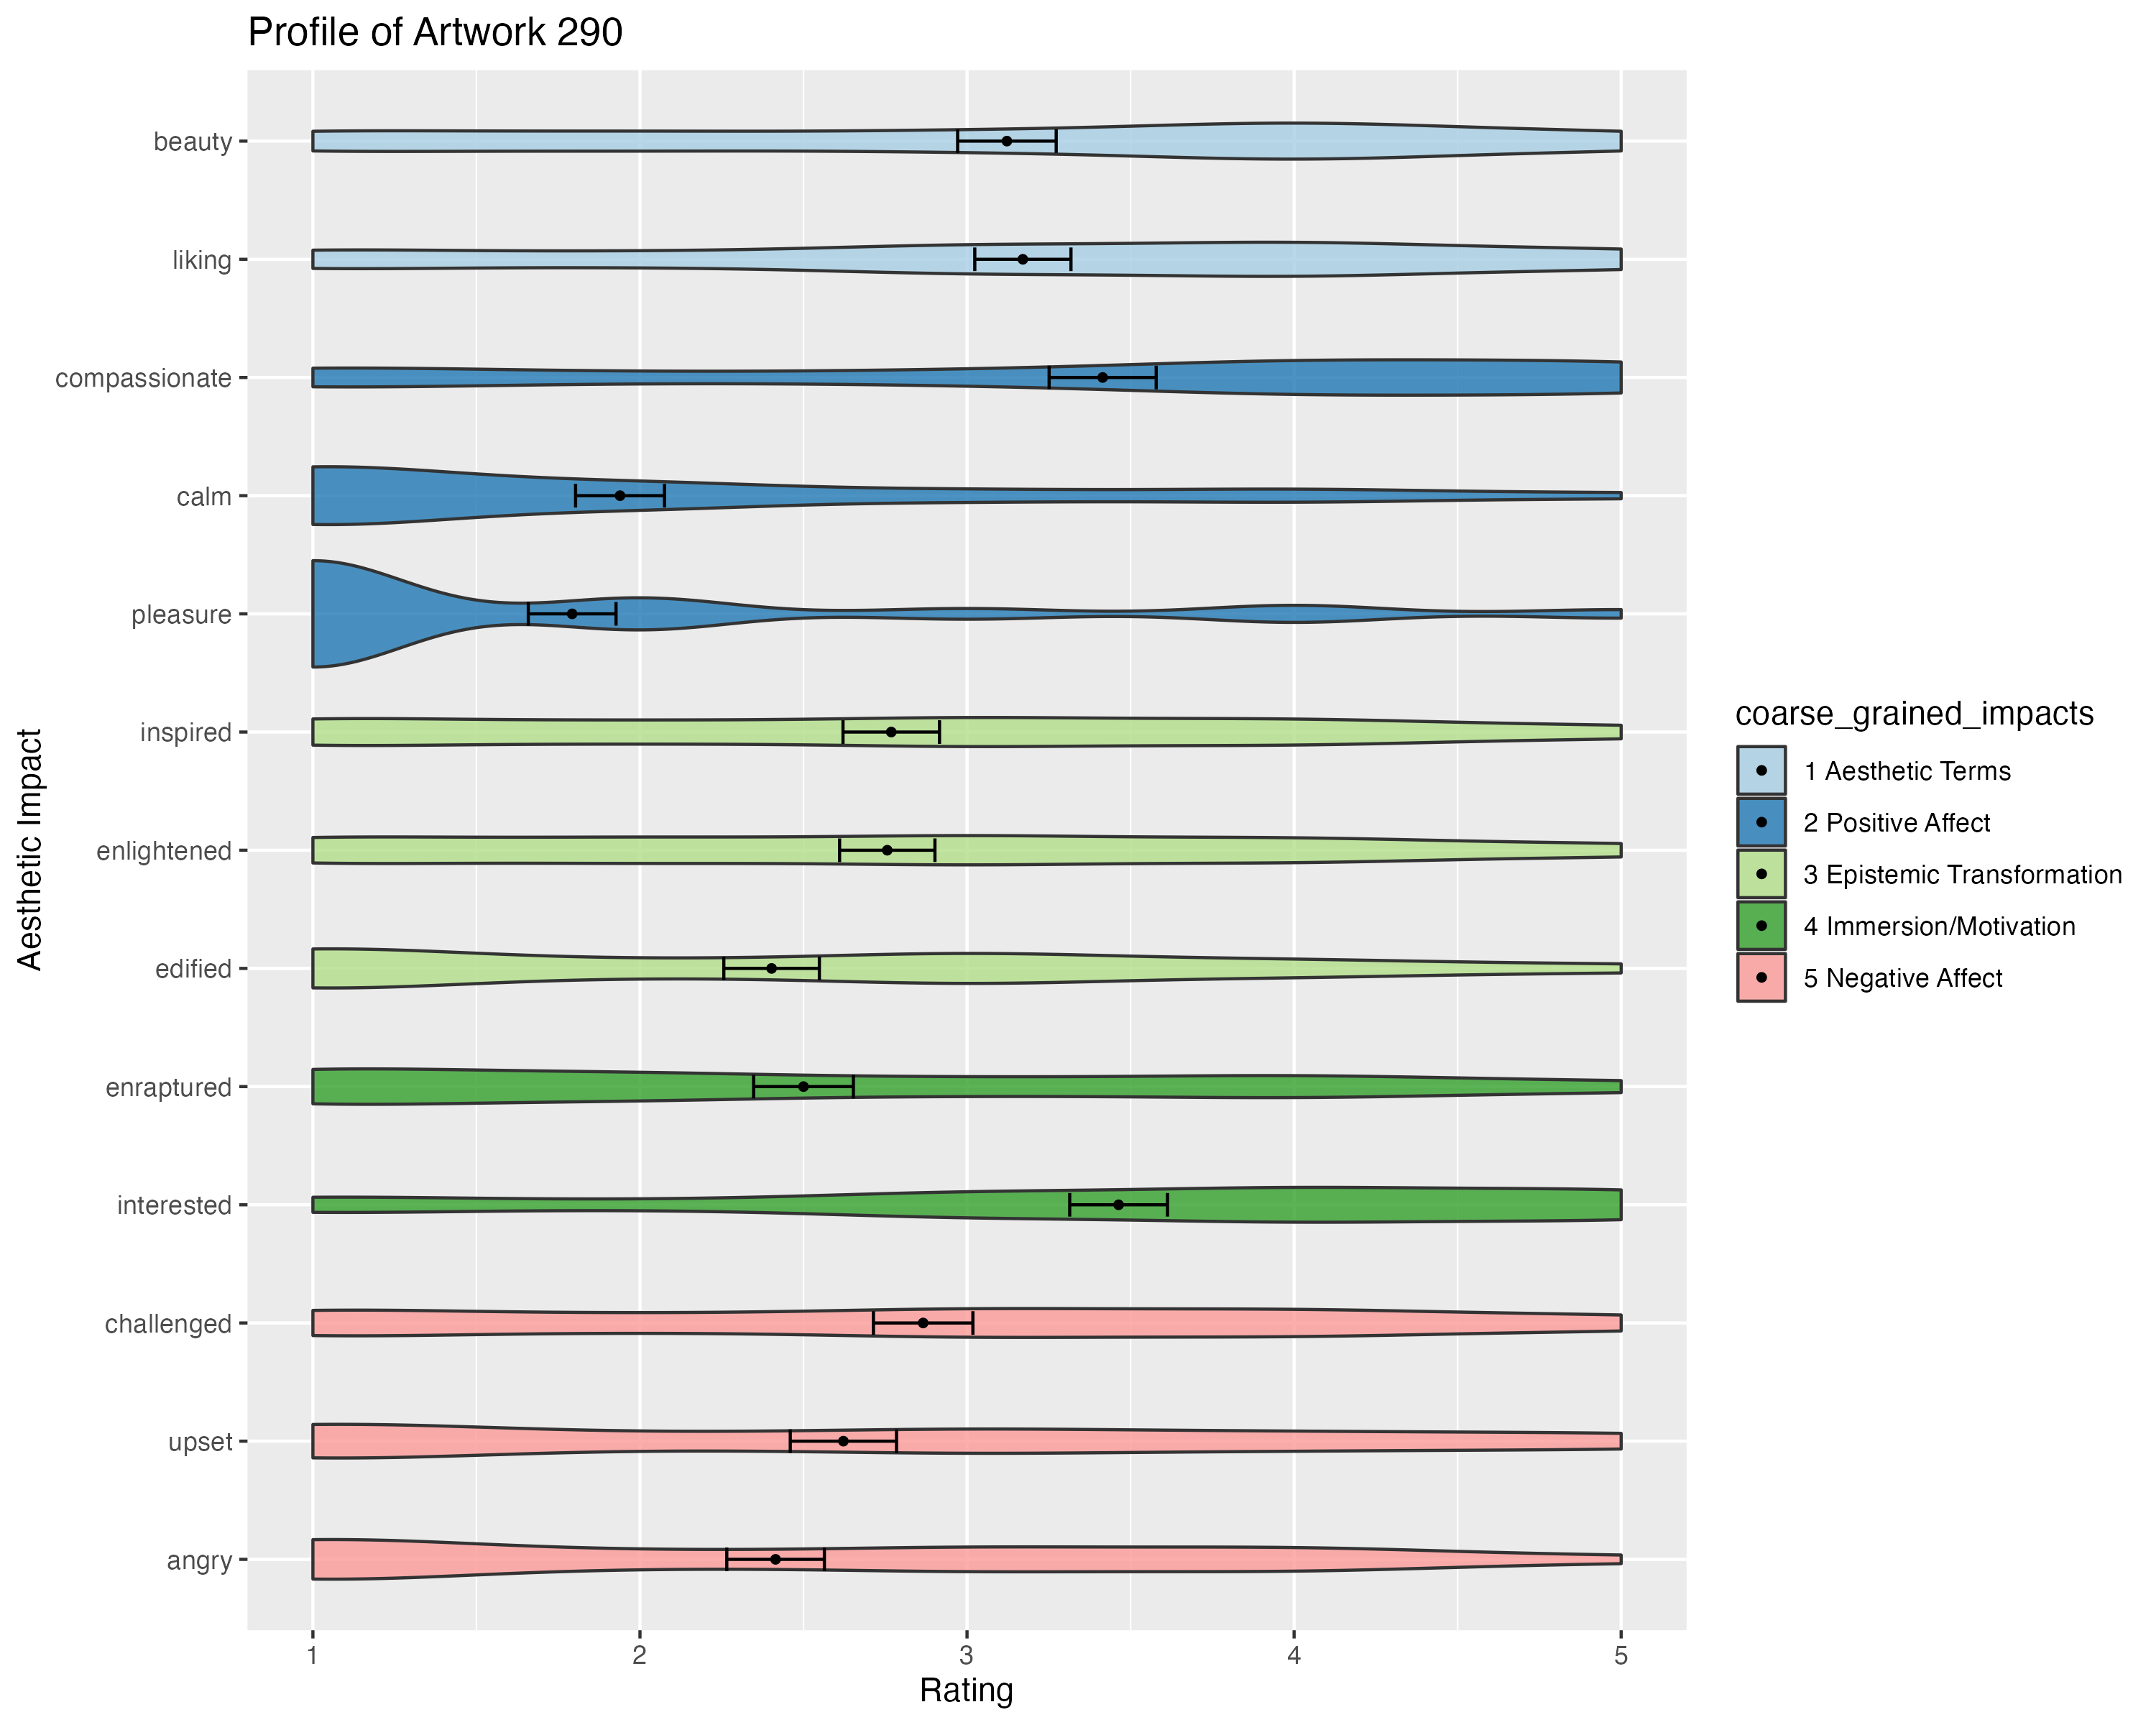 Profile of Artwork 290
beauty
liking
compassionate
calm
pleasure
inspired
enlightened
edified
enraptured
interested
challenged
upset
angry
Aesthetic Impact
1 2 3 4 5
Rating
coarse_grained_impacts
1 Aesthetic Terms
2 Positive Affect
3 Epistemic Transformation
4 Immersion/Motivation
5 Negative Affect